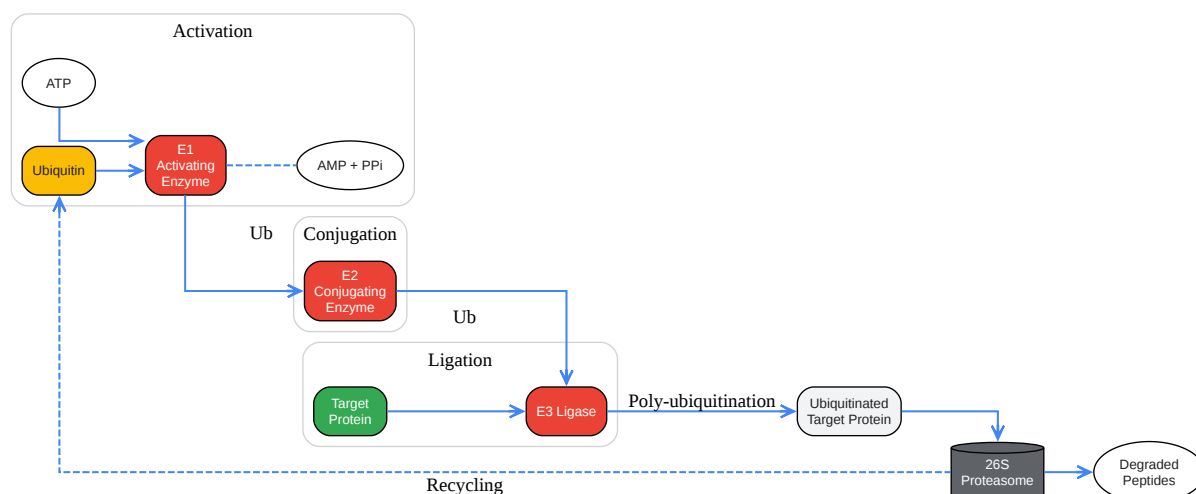 Activation
ATP
Ubiquitin
E1
Activating
Enzyme
AMP + PPi
Ub
Conjugation
E2
Conjugating
Enzyme
Ub
Ligation
Target
Protein
E3 Ligase
Poly-ubiquitination
Ubiquitinated
Target Protein
26S
Proteasome
Degraded
Peptides
Recycling